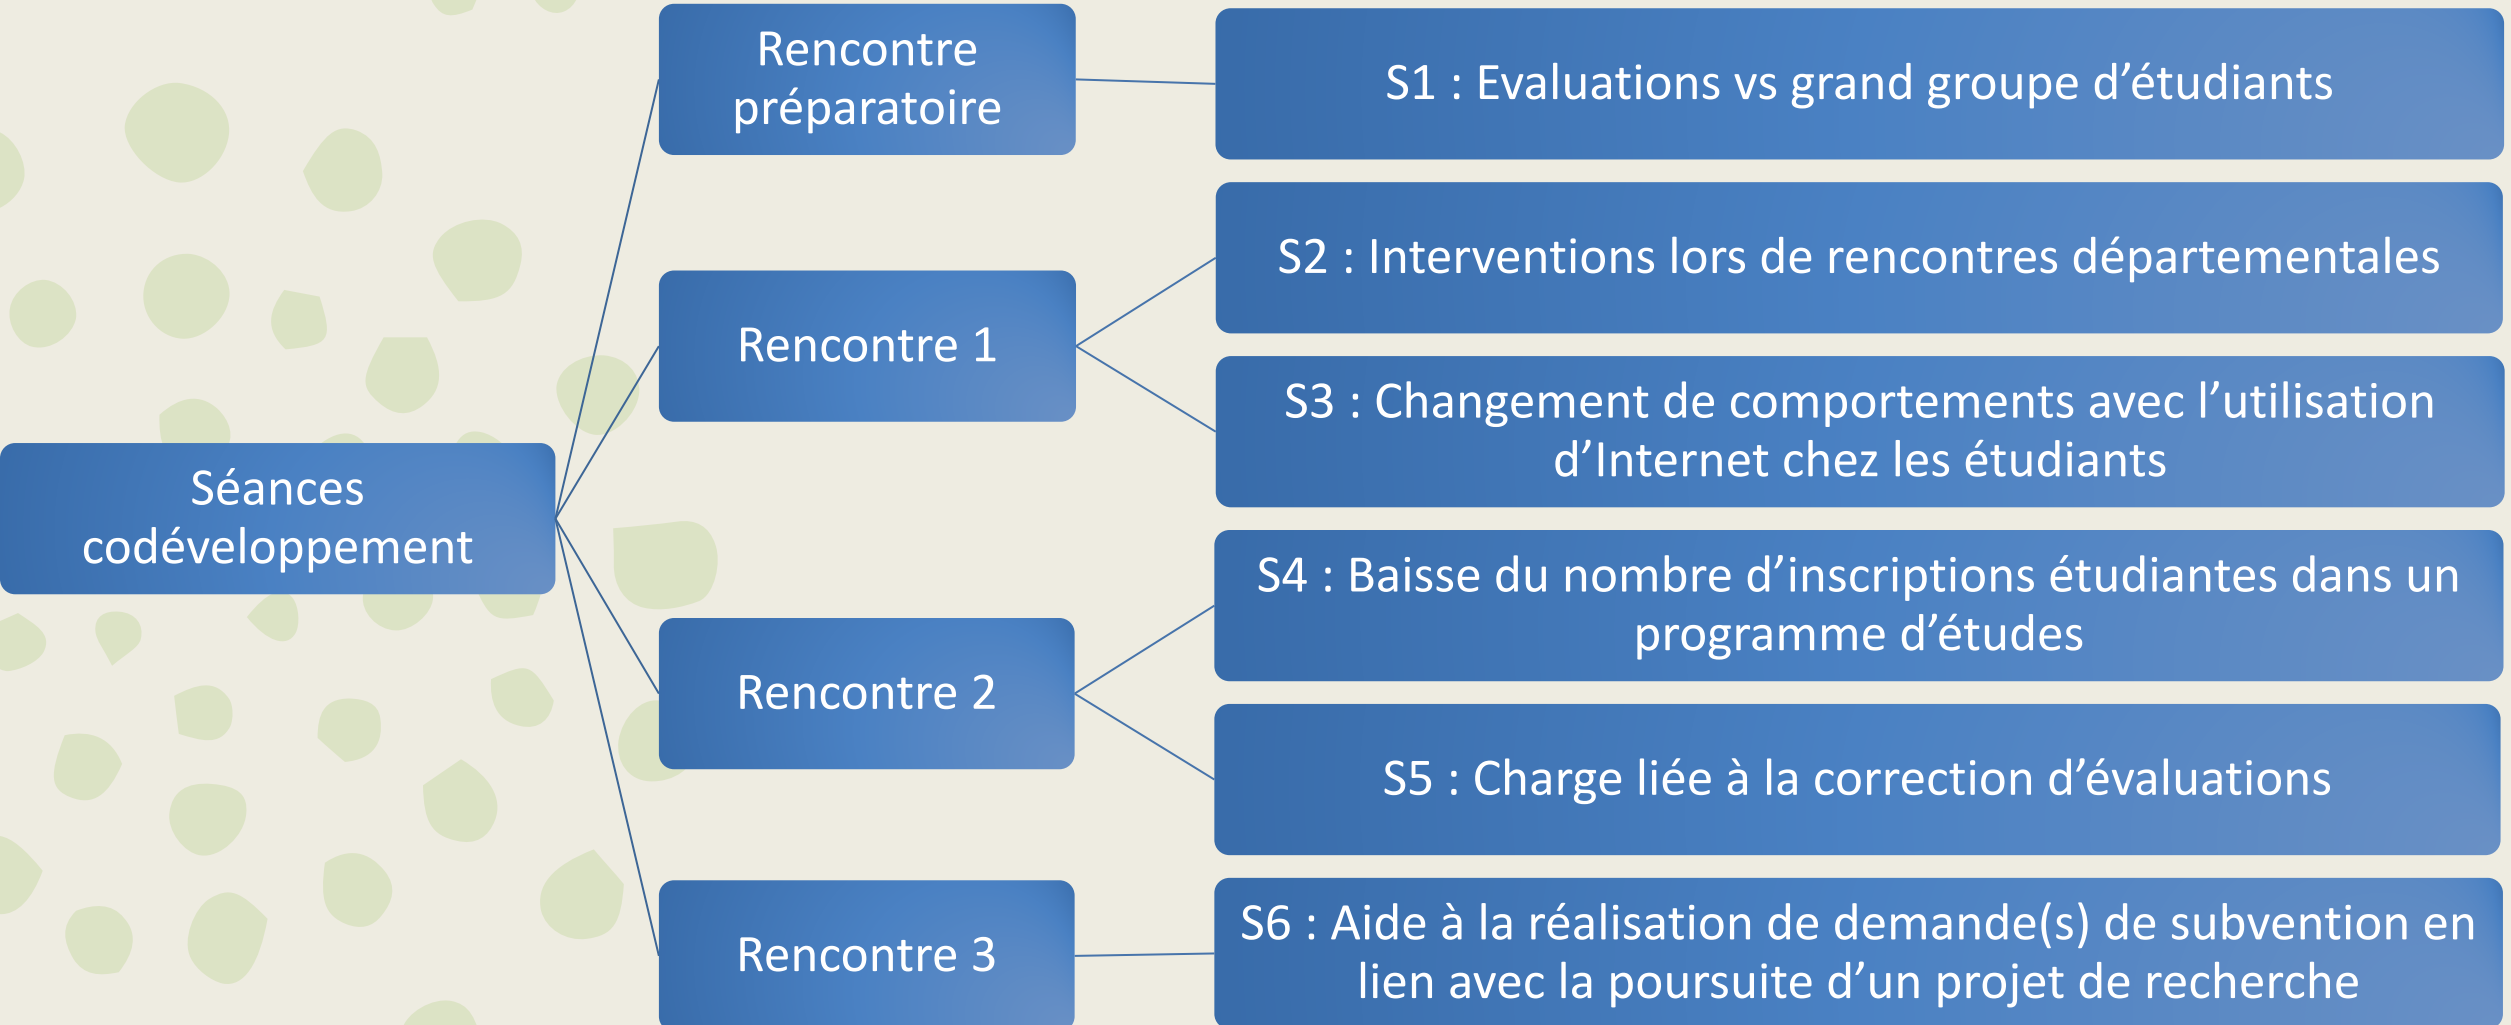 Séances
codéveloppement
Rencontre
préparatoire
S1 : Evaluations vs grand groupe d’étudiants
Rencontre 1
S2 : Interventions lors de rencontres départementales
S3 : Changement de comportements avec l’utilisation
d’Internet chez les étudiants
Rencontre 2
S4 : Baisse du nombre d’inscriptions étudiantes dans un
programme d’études
S5 : Charge liée à la correction d’évaluations
Rencontre 3
S6 : Aide à la réalisation de demande(s) de subvention en
lien avec la poursuite d’un projet de recherche